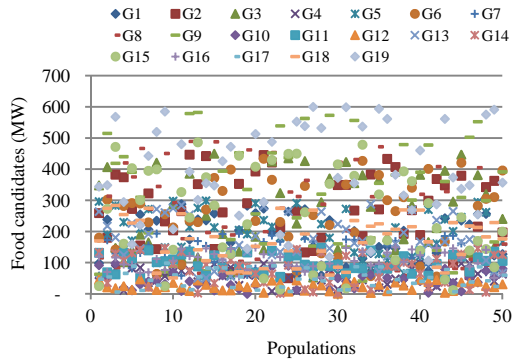 G1 G2 G3 G4 G5 G6 G7
G8 G9 G10 G11 G12 G13 G14
G15 G16 G17 G18 G19
700
600
500
400
300
200
100
-
0 10 20 30 40 50
Food candidates (MW)
Populations